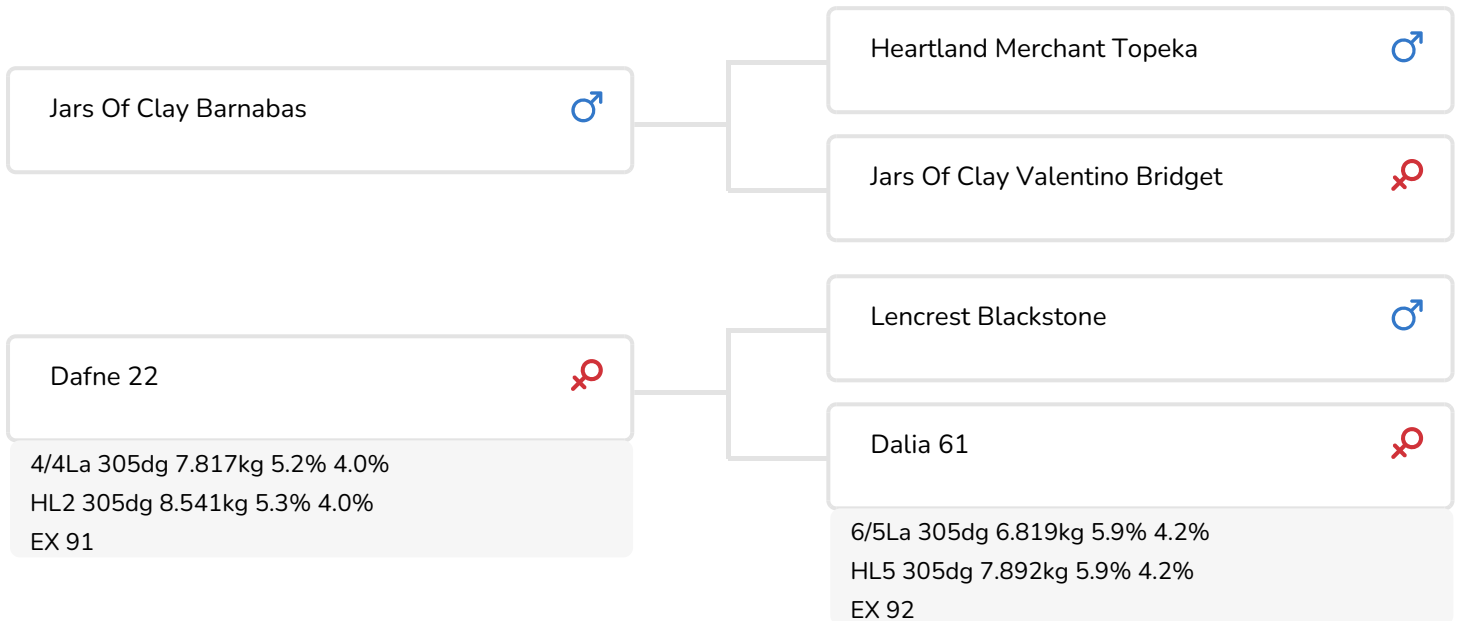 Jars Of Clay Barnabas
Heartland Merchant Topeka
Jars Of Clay Valentino Bridget
Dafne 22
4/4La 305dg 7.817kg 5.2% 4.0%
HL2 305dg 8.541kg 5.3% 4.0%
EX 91
Lencrest Blackstone
Dalia 61
6/5La 305dg 6.819kg 5.9% 4.2%
HL5 305dg 7.892kg 5.9% 4.2%
EX 92